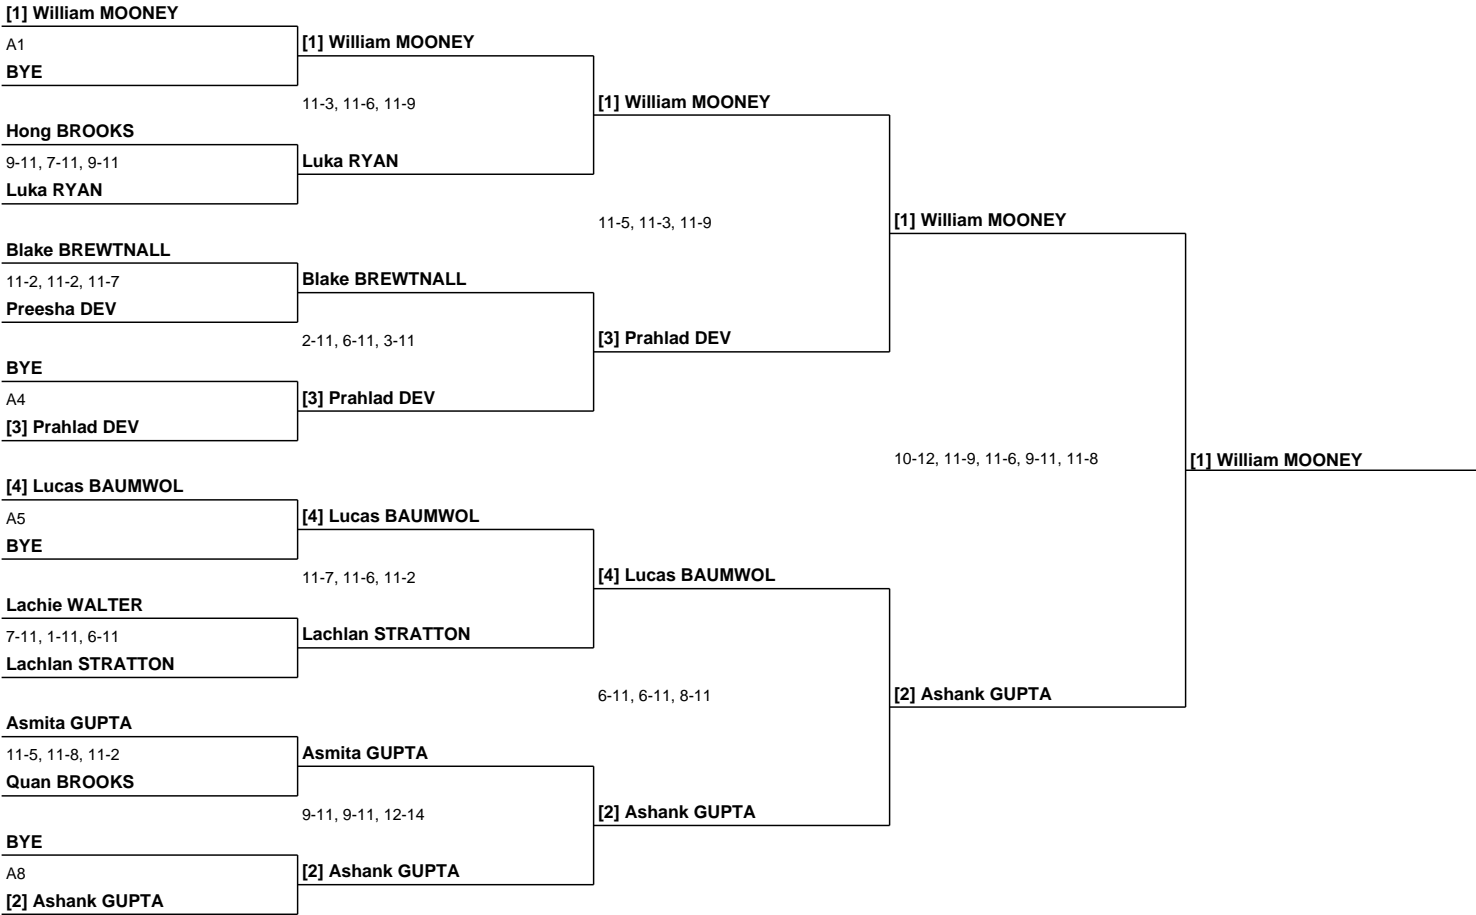 [1] William MOONEY
A1
BYE
Hong BROOKS
9-11, 7-11, 9-11
Luka RYAN
Blake BREWTNALL
11-2, 11-2, 11-7
Preesha DEV
BYE
A4
[3] Prahlad DEV
[4] Lucas BAUMWOL
A5
BYE
Lachie WALTER
7-11, 1-11, 6-11
Lachlan STRATTON
Asmita GUPTA
11-5, 11-8, 11-2
Quan BROOKS
BYE
A8
[2] Ashank GUPTA
[1] William MOONEY
11-3, 11-6, 11-9
Luka RYAN
Blake BREWTNALL
2-11, 6-11, 3-11
[3] Prahlad DEV
[4] Lucas BAUMWOL
11-7, 11-6, 11-2
Lachlan STRATTON
Asmita GUPTA
9-11, 9-11, 12-14
[2] Ashank GUPTA
[1] William MOONEY
11-5, 11-3, 11-9
[3] Prahlad DEV
[4] Lucas BAUMWOL
6-11, 6-11, 8-11
[2] Ashank GUPTA
[1] William MOONEY
10-12, 11-9, 11-6, 9-11, 11-8
[2] Ashank GUPTA
[1] William MOONEY